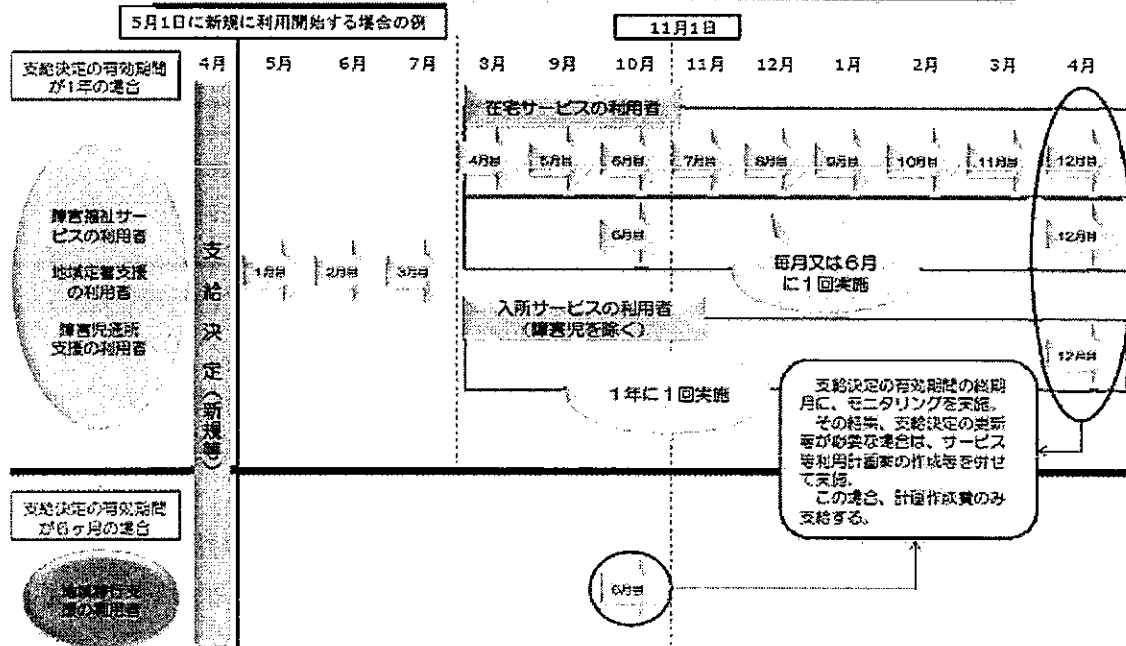 5月1日に新規に利用開始する場合の例
11月1日
支給決定の有効期間
が1年の場合
4月
5月
6月
7月
8月
9月
10月
11月
12月
1月
2月
3月
4月
在宅サービスの利用者
4月目
5月目
6月目
7月目
8月目
9月目
10月目
11月目
12月目
障害福祉サー
ビスの利用者
地域定着支援
の利用者
障害児通所
支援の利用者
支給決定(新規等)
1月目
2月目
3月目
6月目
12月目
毎月又は6月
に1回実施
入所サービスの利用者
(障害児を除く)
12月目
1年に1回実施
支給決定の有効期間の終期
月に、モニタリングを実施。
その結果、支給決定の更新
等が必要な場合は、サービス
等利用計画案の作成等を併せ
て実施。
この場合、計画作成費のみ
支給する。
支給決定の有効期間
が6ヶ月の場合
地域移行支
援の利用者
6月目